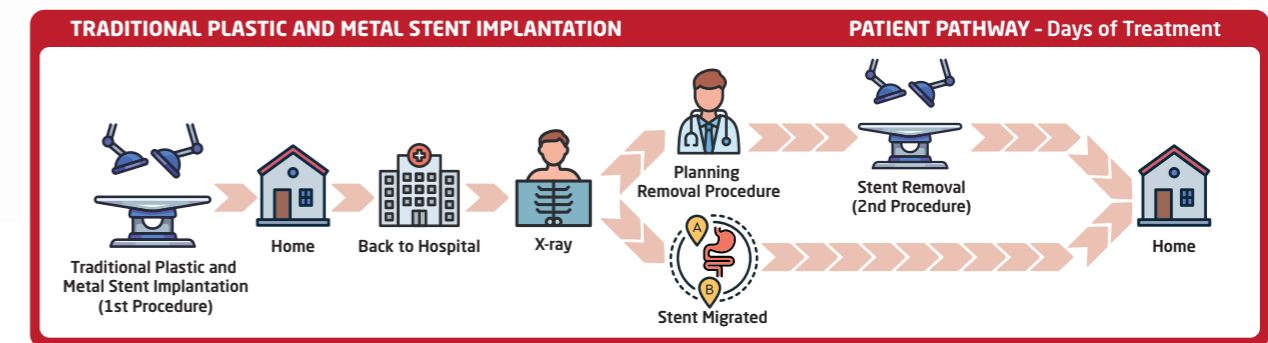 TRADITIONAL PLASTIC AND METAL STENT IMPLANTATION
PATIENT PATHWAY – Days of Treatment
Traditional Plastic and
Metal Stent Implantation
(1st Procedure)
Home
Back to Hospital
X-ray
Planning
Removal Procedure
Stent Removal
(2nd Procedure)
A
B
Stent Migrated
Home